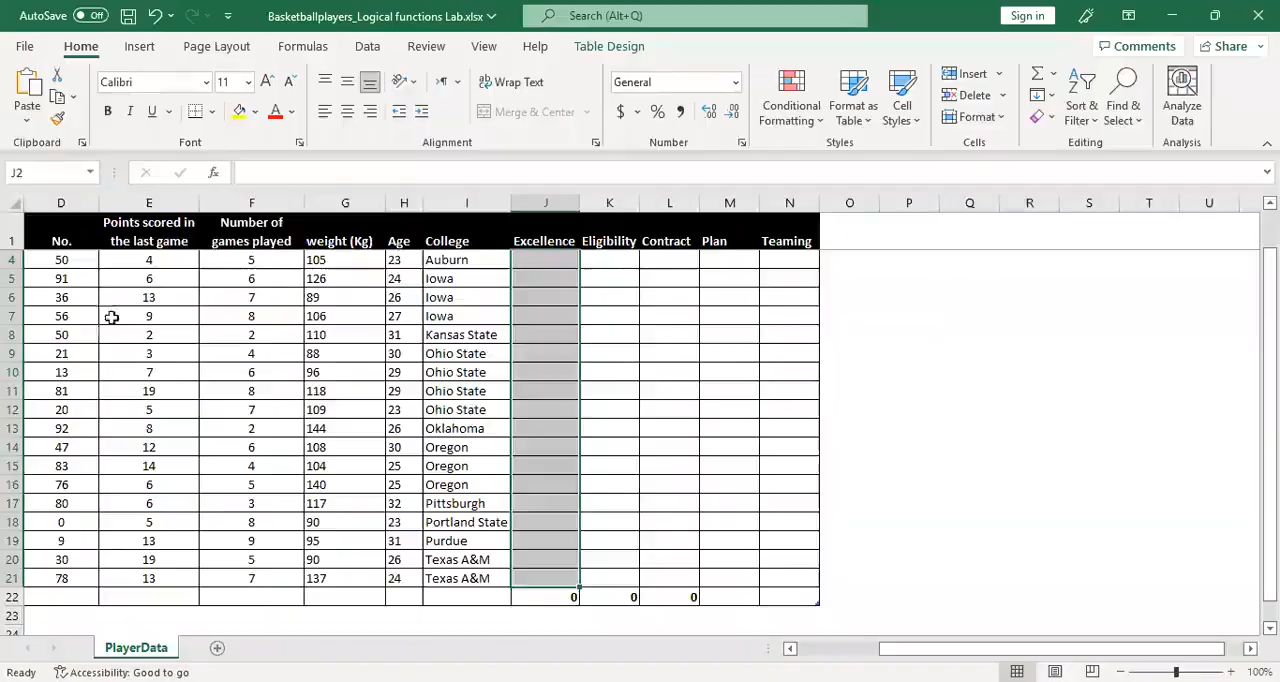 AutoSave Off Basketballplayers_Logical functions Lab.xlsx Search (Alt+Q) Sign in
File Home Insert Page Layout Formulas Data Review View Help Table Design Comments Share
Calibri 11 Wrap Text General Insert
Paste Conditional Format as Cell Delete Sort & Find & Analyze
B I U Merge & Center $ % Formatting Table Styles Format Filter Select Data
Clipboard Font Alignment Number Styles Cells Editing Analysis
J2 fx
D E F G H I J K L M N O P Q R S T U
Points scored in Number of
1 No. the last game games played weight (Kg) Age College Excellence Eligibility Contract Plan Teaming
4 50 4 5 105 23 Auburn
5 91 6 6 126 24 Iowa
6 36 13 7 89 26 Iowa
7 56 9 8 106 27 Iowa
8 50 2 2 110 31 Kansas State
9 21 3 4 88 30 Ohio State
10 13 7 6 96 29 Ohio State
11 81 19 8 118 29 Ohio State
12 20 5 7 109 23 Ohio State
13 92 8 2 144 26 Oklahoma
14 47 12 6 108 30 Oregon
15 83 14 4 104 25 Oregon
16 76 6 5 140 25 Oregon
17 80 6 3 117 32 Pittsburgh
18 0 5 8 90 23 Portland State
19 9 13 9 95 31 Purdue
20 30 19 5 90 26 Texas A&M
21 78 13 7 137 24 Texas A&M
22 0 0 0
23
24
PlayerData
Ready Accessibility: Good to go 100%